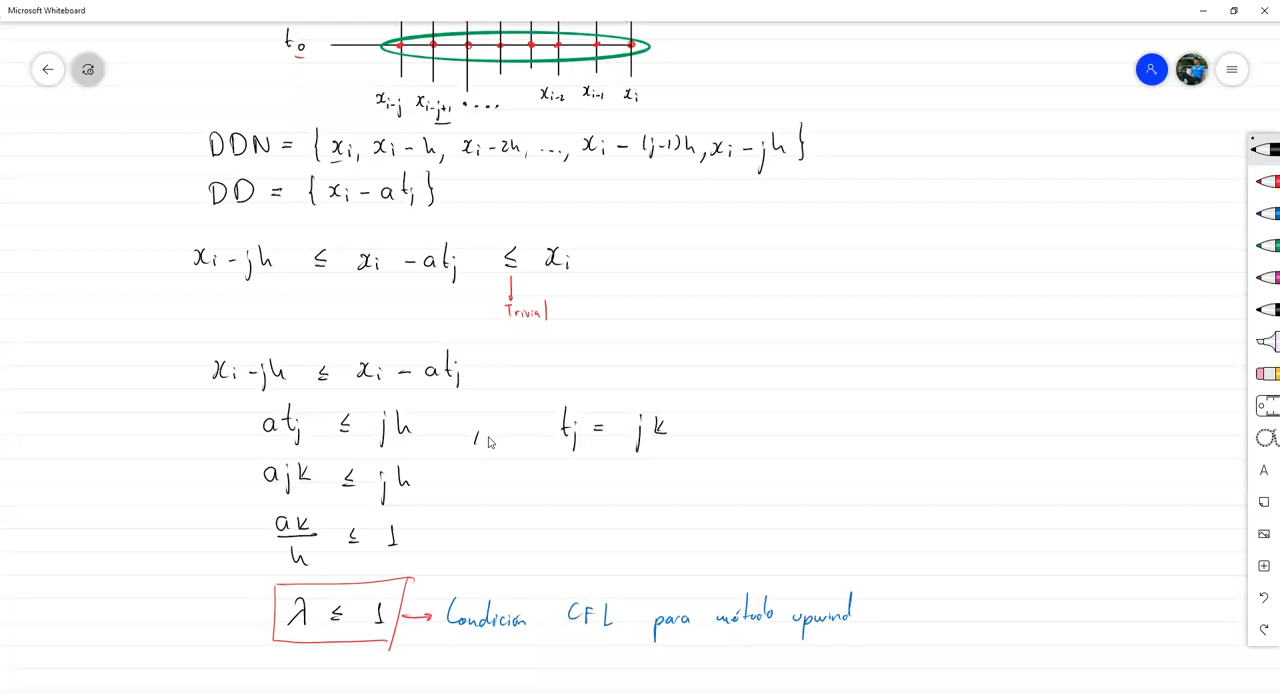 Microsoft Whiteboard
t₀
x_{i-j} x_{i-j+1} .... x_{i-2} x_{i-1} x_i
DDN = { x_i, x_i - h, x_i - 2h, ..., x_i - (j-1)h, x_i - jh }
DD = { x_i - at_j }
x_i - jh ≤ x_i - at_j ≤ x_i
Trivial
x_i - jh ≤ x_i - at_j
at_j ≤ jh , t_j = jk
ajk ≤ jh
ak/h ≤ 1
λ ≤ 1 → Condición CFL para método upwind
A